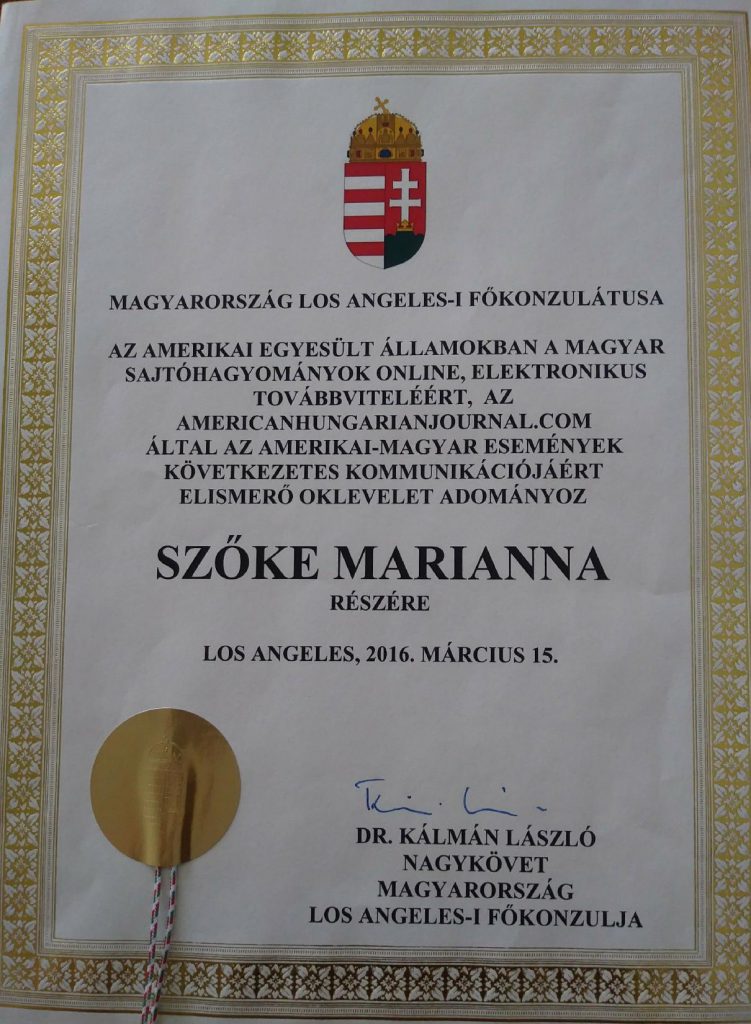 MAGYARORSZÁG LOS ANGELES-I FŐKONZULÁTUSA
AZ AMERIKAI EGYESÜLT ÁLLAMOKBAN A MAGYAR
SAJTÓHAGYOMÁNYOK ONLINE, ELEKTRONIKUS
TOVÁBBVITELÉÉRT, AZ
AMERICANHUNGARIANJOURNAL.COM
ÁLTAL AZ AMERIKAI-MAGYAR ESEMÉNYEK
KÖVETKEZETES KOMMUNIKÁCIÓJÁÉRT
ELISMERŐ OKLEVELET ADOMÁNYOZ
SZŐKE MARIANNA
RÉSZÉRE
LOS ANGELES, 2016. MÁRCIUS 15.
DR. KÁLMÁN LÁSZLÓ
NAGYKÖVET
MAGYARORSZÁG
LOS ANGELES-I FŐKONZULJA